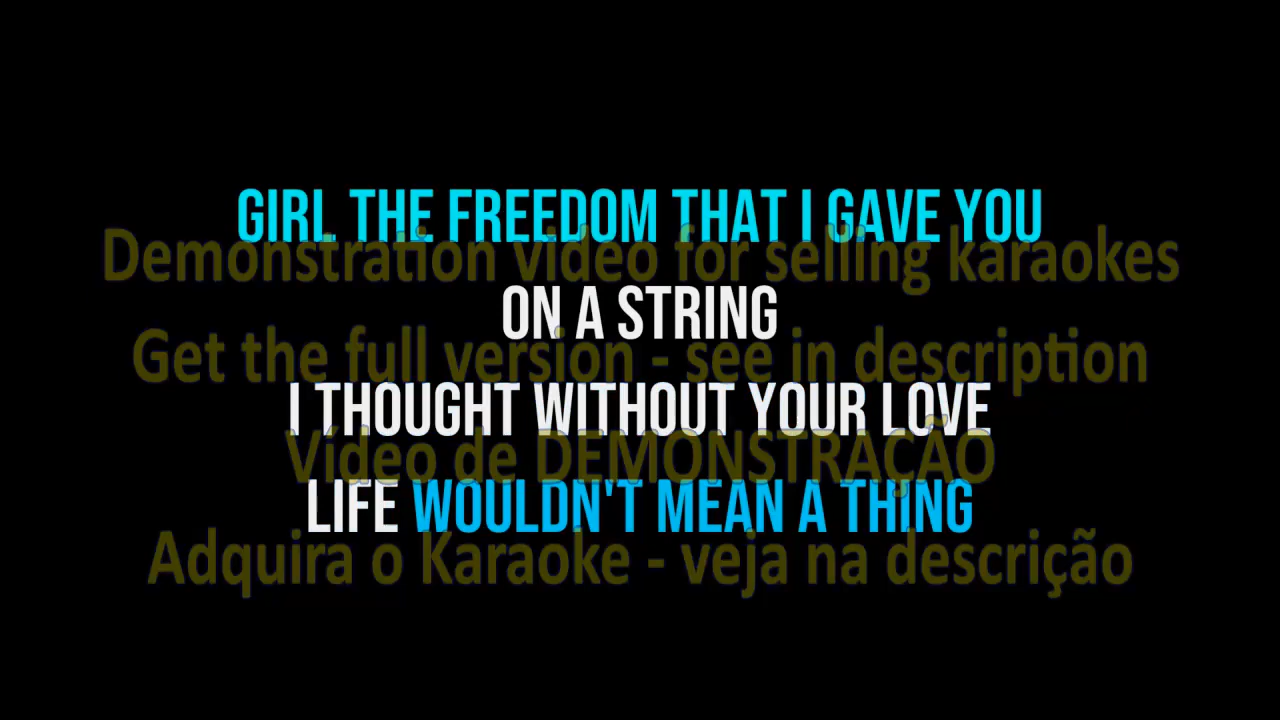 GIRL THE FREEDOM THAT I GAVE YOU
Demonstration video for selling karaokes
ON A STRING
Get the full version - see in description
I THOUGHT WITHOUT YOUR LOVE
Vídeo de DEMONSTRAÇÃO
LIFE WOULDN'T MEAN A THING
Adquira o Karaoke - veja na descrição